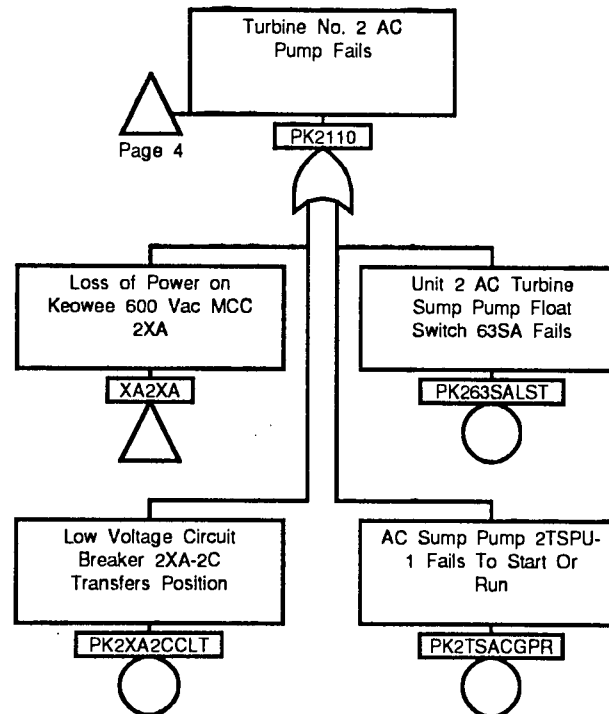 Turbine No. 2 AC
Pump Fails
Page 4
PK2110
Loss of Power on
Keowee 600 Vac MCC
2XA
XA2XA
Unit 2 AC Turbine
Sump Pump Float
Switch 63SA Fails
PK263SALST
Low Voltage Circuit
Breaker 2XA-2C
Transfers Position
PK2XA2CCLT
AC Sump Pump 2TSPU-
1 Fails To Start Or
Run
PK2TSACGPR